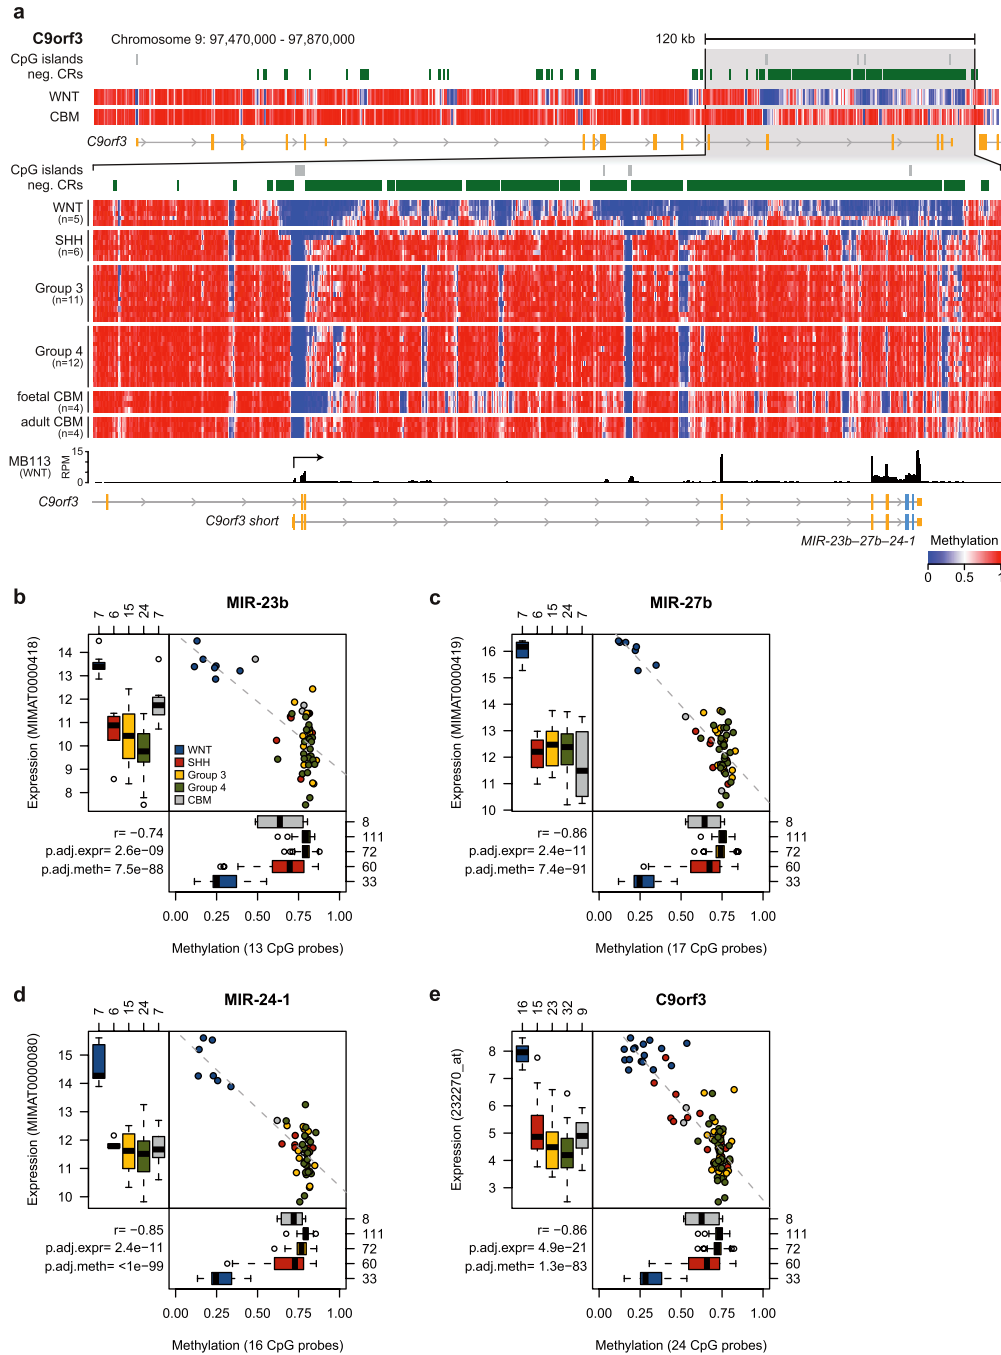 a
C9orf3 Chromosome 9: 97,470,000 - 97,870,000 120 kb
CpG islands
neg. CRs
WNT
CBM
C9orf3
CpG islands
neg. CRs
WNT
(n=5)
SHH
(n=6)
Group 3
(n=11)
Group 4
(n=12)
foetal CBM
(n=4)
adult CBM
(n=4)
MB113
(WNT)
RPM
15
0
C9orf3
C9orf3 short
MIR-23b–27b–24-1
Methylation
0 0.5 1
b
MIR-23b
7 6 15 24 7
Expression (MIMAT0000418)
14
13
12
11
10
9
8
WNT
SHH
Group 3
Group 4
CBM
r= −0.74
p.adj.expr= 2.6e−09
p.adj.meth= 7.5e−88
8
111
72
60
33
0.00 0.25 0.50 0.75 1.00
Methylation (13 CpG probes)
c
MIR-27b
7 6 15 24 7
Expression (MIMAT0000419)
16
15
14
13
12
11
10
r= −0.86
p.adj.expr= 2.4e−11
p.adj.meth= 7.4e−91
8
111
72
60
33
0.00 0.25 0.50 0.75 1.00
Methylation (17 CpG probes)
d
MIR-24-1
7 6 15 24 7
Expression (MIMAT0000080)
15
14
13
12
11
10
r= −0.85
p.adj.expr= 2.4e−11
p.adj.meth= <1e−99
8
111
72
60
33
0.00 0.25 0.50 0.75 1.00
Methylation (16 CpG probes)
e
C9orf3
16 15 23 32 9
Expression (232270_at)
8
7
6
5
4
3
r= −0.86
p.adj.expr= 4.9e−21
p.adj.meth= 1.3e−83
8
111
72
60
33
0.00 0.25 0.50 0.75 1.00
Methylation (24 CpG probes)